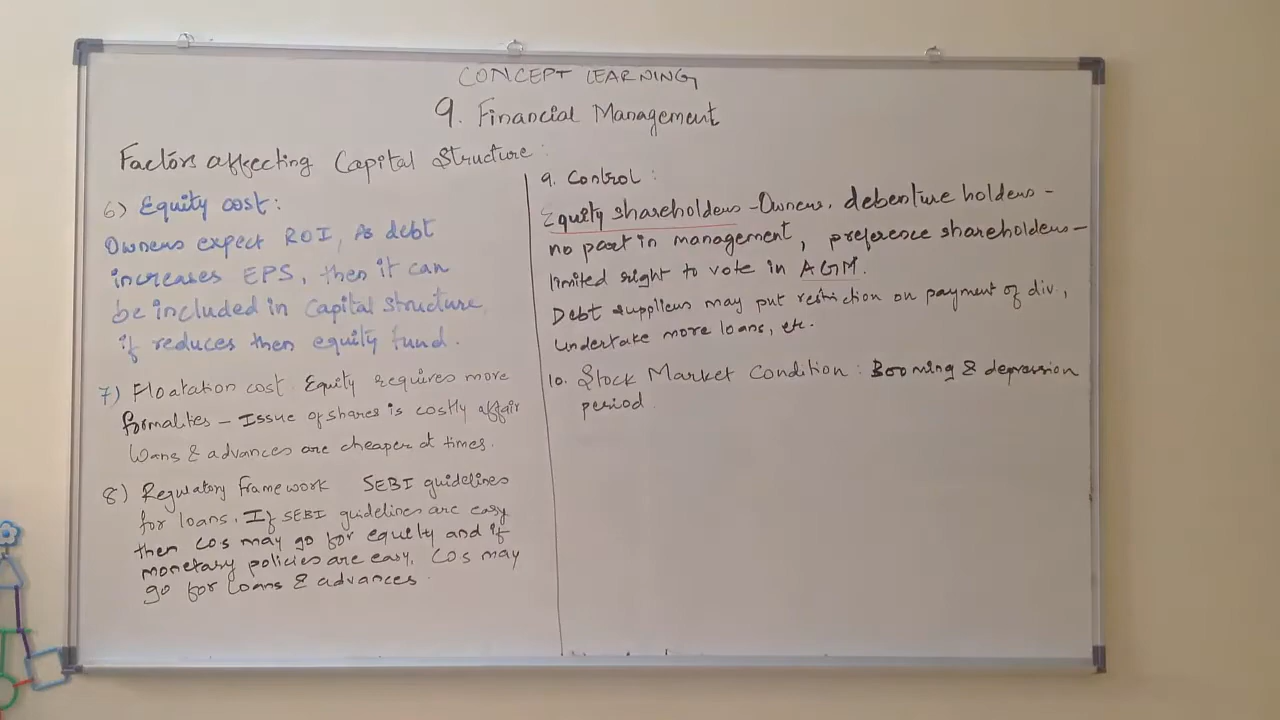 CONCEPT LEARNING
9. Financial Management
Factors affecting Capital Structure:
6) Equity cost:
Owners expect ROI, As debt
increases EPS, then it can
be included in Capital structure,
if reduces then equity fund.
7) Floatation cost Equity requires more
formalites - Issue of shares is costly affair
Loans & advances are cheaper at times.
8) Regulatory Framework SEBI guidelines
for loans. If SEBI guidelines are easy
then Cos may go for equity and if
monetary policies are easy, Cos may
go for loans & advances.
9. Control:
Equity shareholders - Owners, debenture holders -
no part in management, preference shareholders -
limited right to vote in AGM.
Debt suppliers may put restriction on payment of div,
Undertake more loans, etc.
10. Stock Market Condition: Booming & depression
period